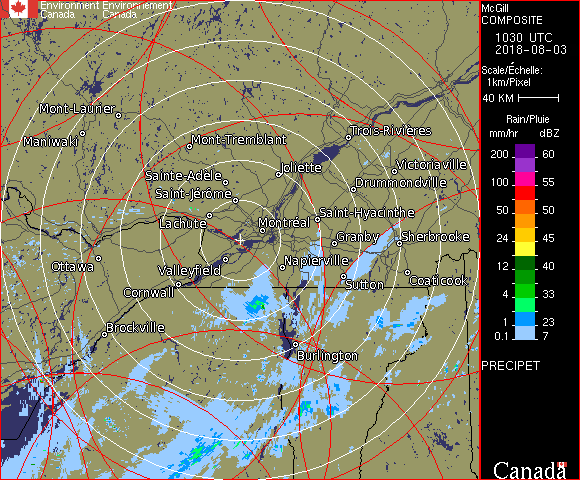 Environment Environnement
Canada Canada
McGill
COMPOSITE
1030 UTC
2018-08-03
Scale/Échelle:
1km/Pixel
40 KM
Rain/Pluie
mm/hr dBZ
200 60
150 55
100 55
50 50
24 45
12 40
4 33
1 23
0.1 7
PRECIPET
Canada
Mont-Laurier
Maniwaki
Mont-Tremblant
Trois-Rivières
Sainte-Adèle
Joliette
Victoriaville
Saint-Jérôme
Drummondville
Lachute
Montréal
Saint-Hyacinthe
Granby
Sherbrooke
Ottawa
Valleyfield
Napierville
Cornwall
Sutton
Coaticook
Brockville
Burlington